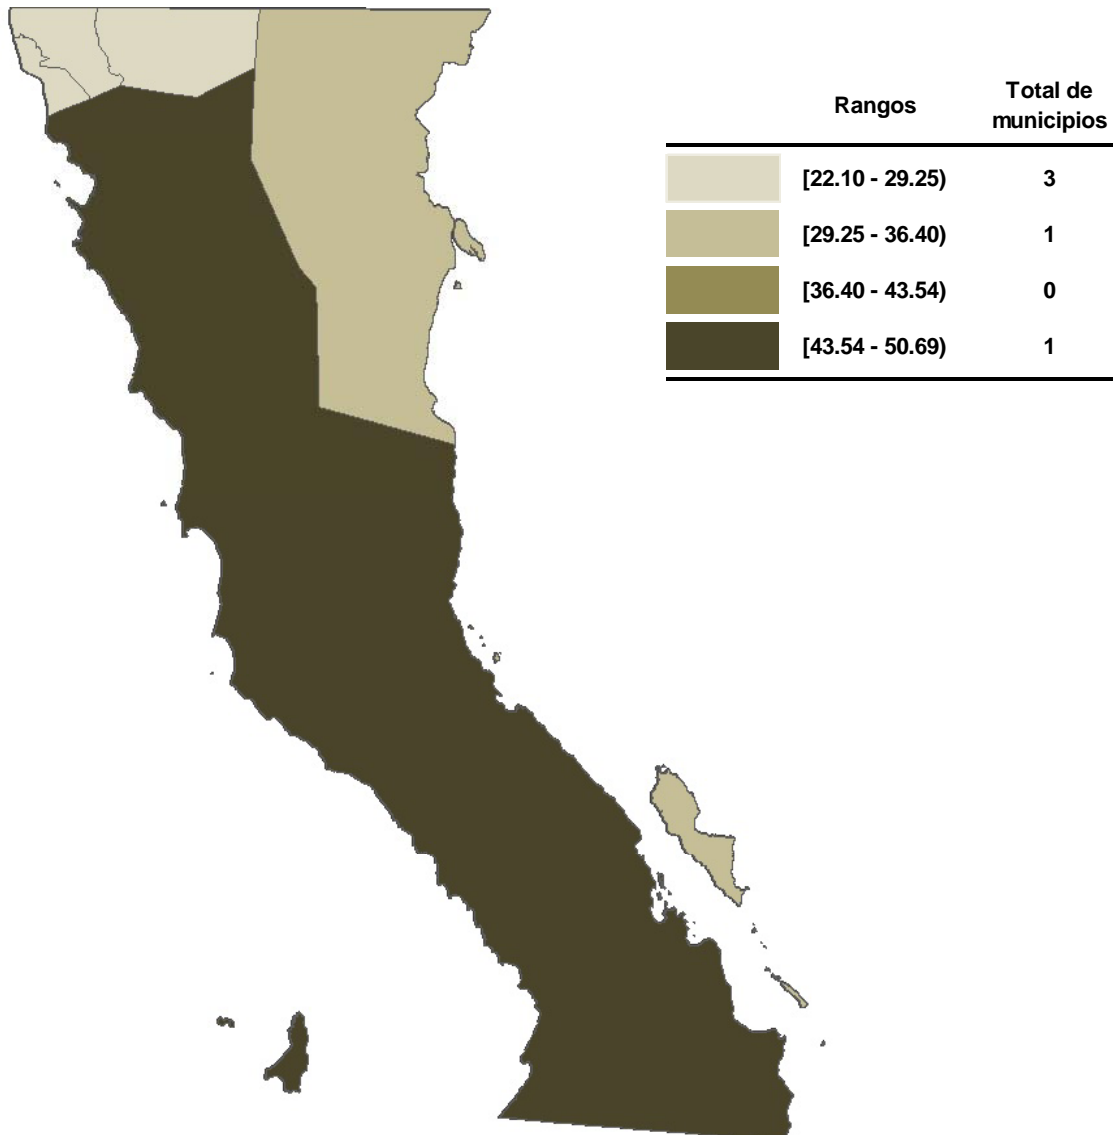 Rangos
Total de
municipios
[22.10 - 29.25) 3
[29.25 - 36.40) 1
[36.40 - 43.54) 0
[43.54 - 50.69) 1